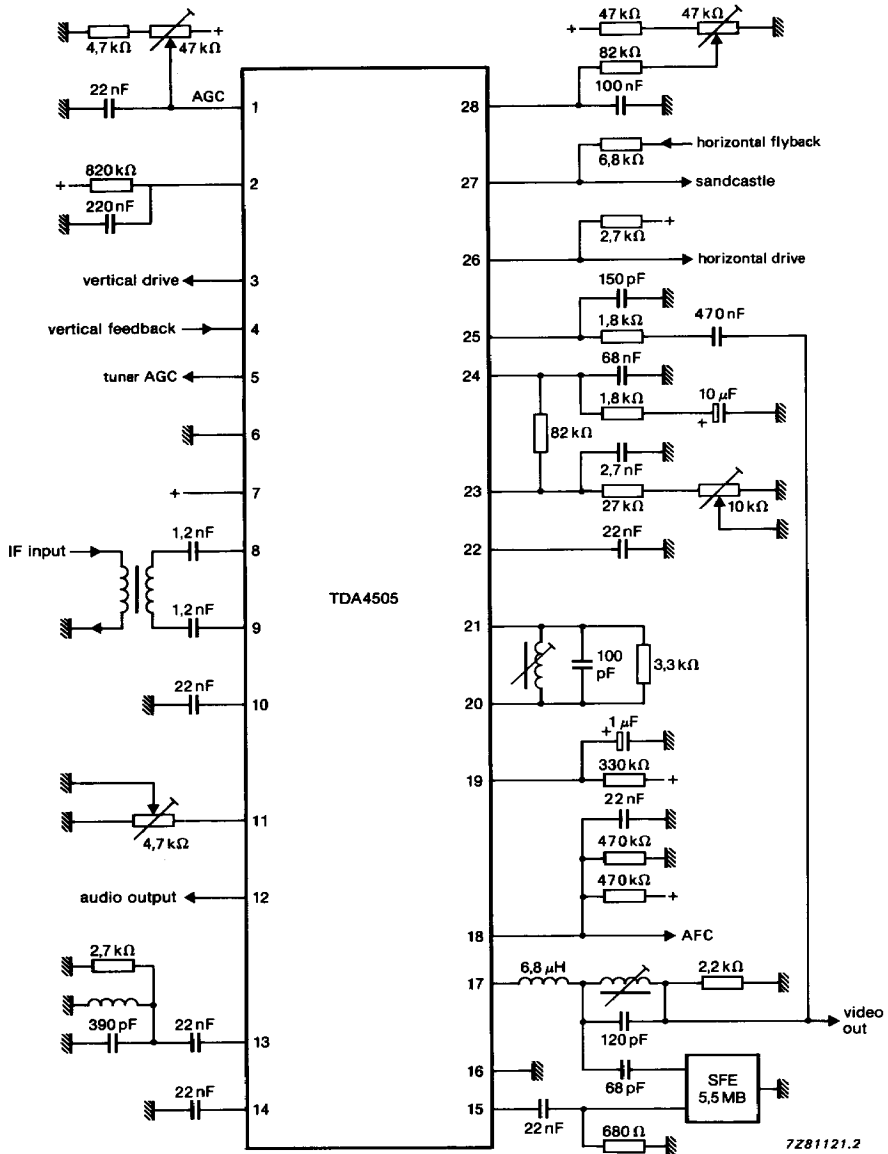 4,7 kΩ
47 kΩ
+
22 nF
AGC
1
820 kΩ
+
2
220 nF
vertical drive
3
vertical feedback
4
tuner AGC
5
6
+
7
IF input
1,2 nF
8
1,2 nF
9
22 nF
10
11
4,7 kΩ
audio output
12
2,7 kΩ
390 pF
22 nF
13
22 nF
14
TDA4505
47 kΩ
47 kΩ
+
82 kΩ
100 nF
28
horizontal flyback
6,8 kΩ
27
sandcastle
+
2,7 kΩ
26
horizontal drive
150 pF
470 nF
1,8 kΩ
25
68 nF
24
1,8 kΩ
10 μF
+
82 kΩ
2,7 nF
23
27 kΩ
10 kΩ
22 nF
22
21
100
pF
3,3 kΩ
20
+
1 μF
330 kΩ
19
+
22 nF
470 kΩ
470 kΩ
+
18
AFC
17
6,8 μH
2,2 kΩ
video
out
120 pF
16
68 pF
SFE
5,5 MB
15
22 nF
680 Ω
7Z81121.2